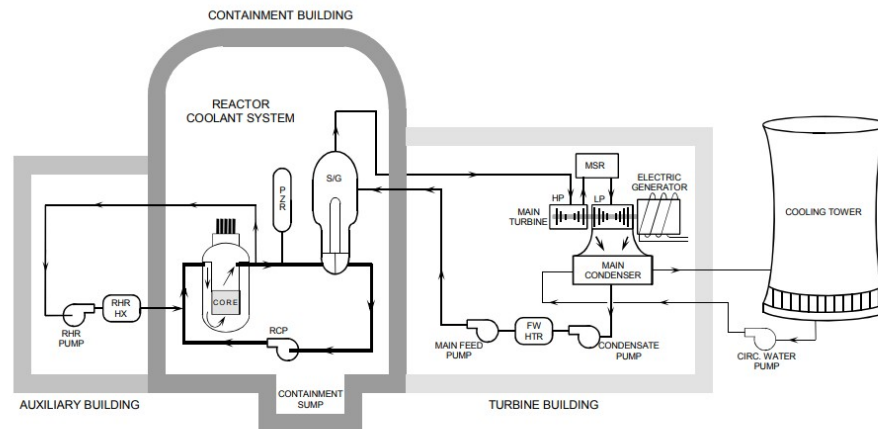 CONTAINMENT BUILDING
REACTOR
COOLANT SYSTEM
P
Z
R
S/G
MSR
ELECTRIC
GENERATOR
HP
LP
MAIN
TURBINE
COOLING TOWER
MAIN
CONDENSER
CORE
RHR
HX
RHR
PUMP
RCP
MAIN FEED
PUMP
FW
HTR
CONDENSATE
PUMP
CIRC. WATER
PUMP
CONTAINMENT
SUMP
AUXILIARY BUILDING
TURBINE BUILDING